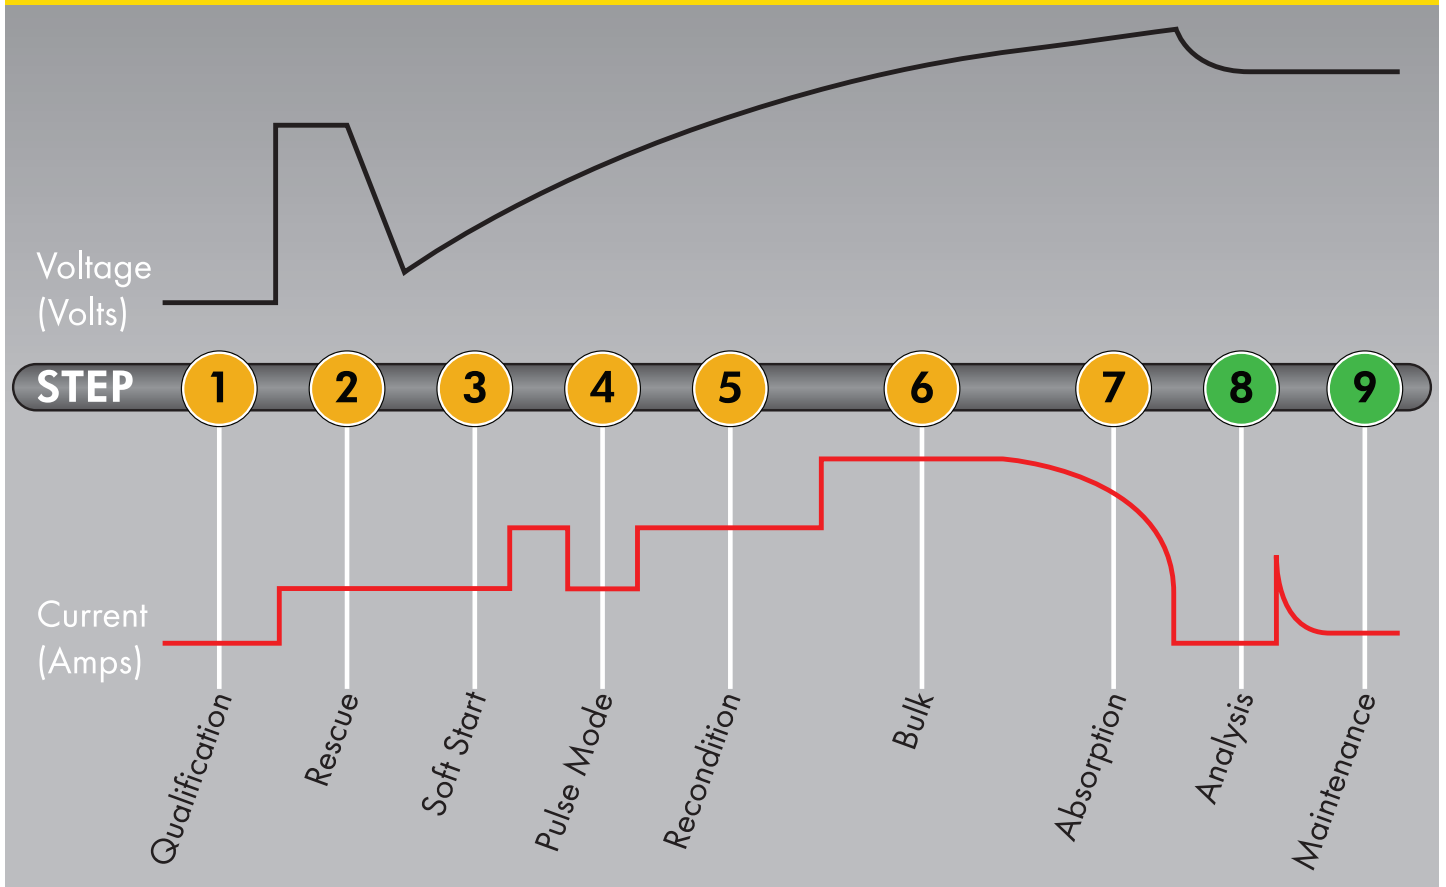 Voltage
(Volts)
STEP 1 2 3 4 5 6 7 8 9
Current
(Amps)
Qualification
Rescue
Soft Start
Pulse Mode
Recondition
Bulk
Absorption
Analysis
Maintenance